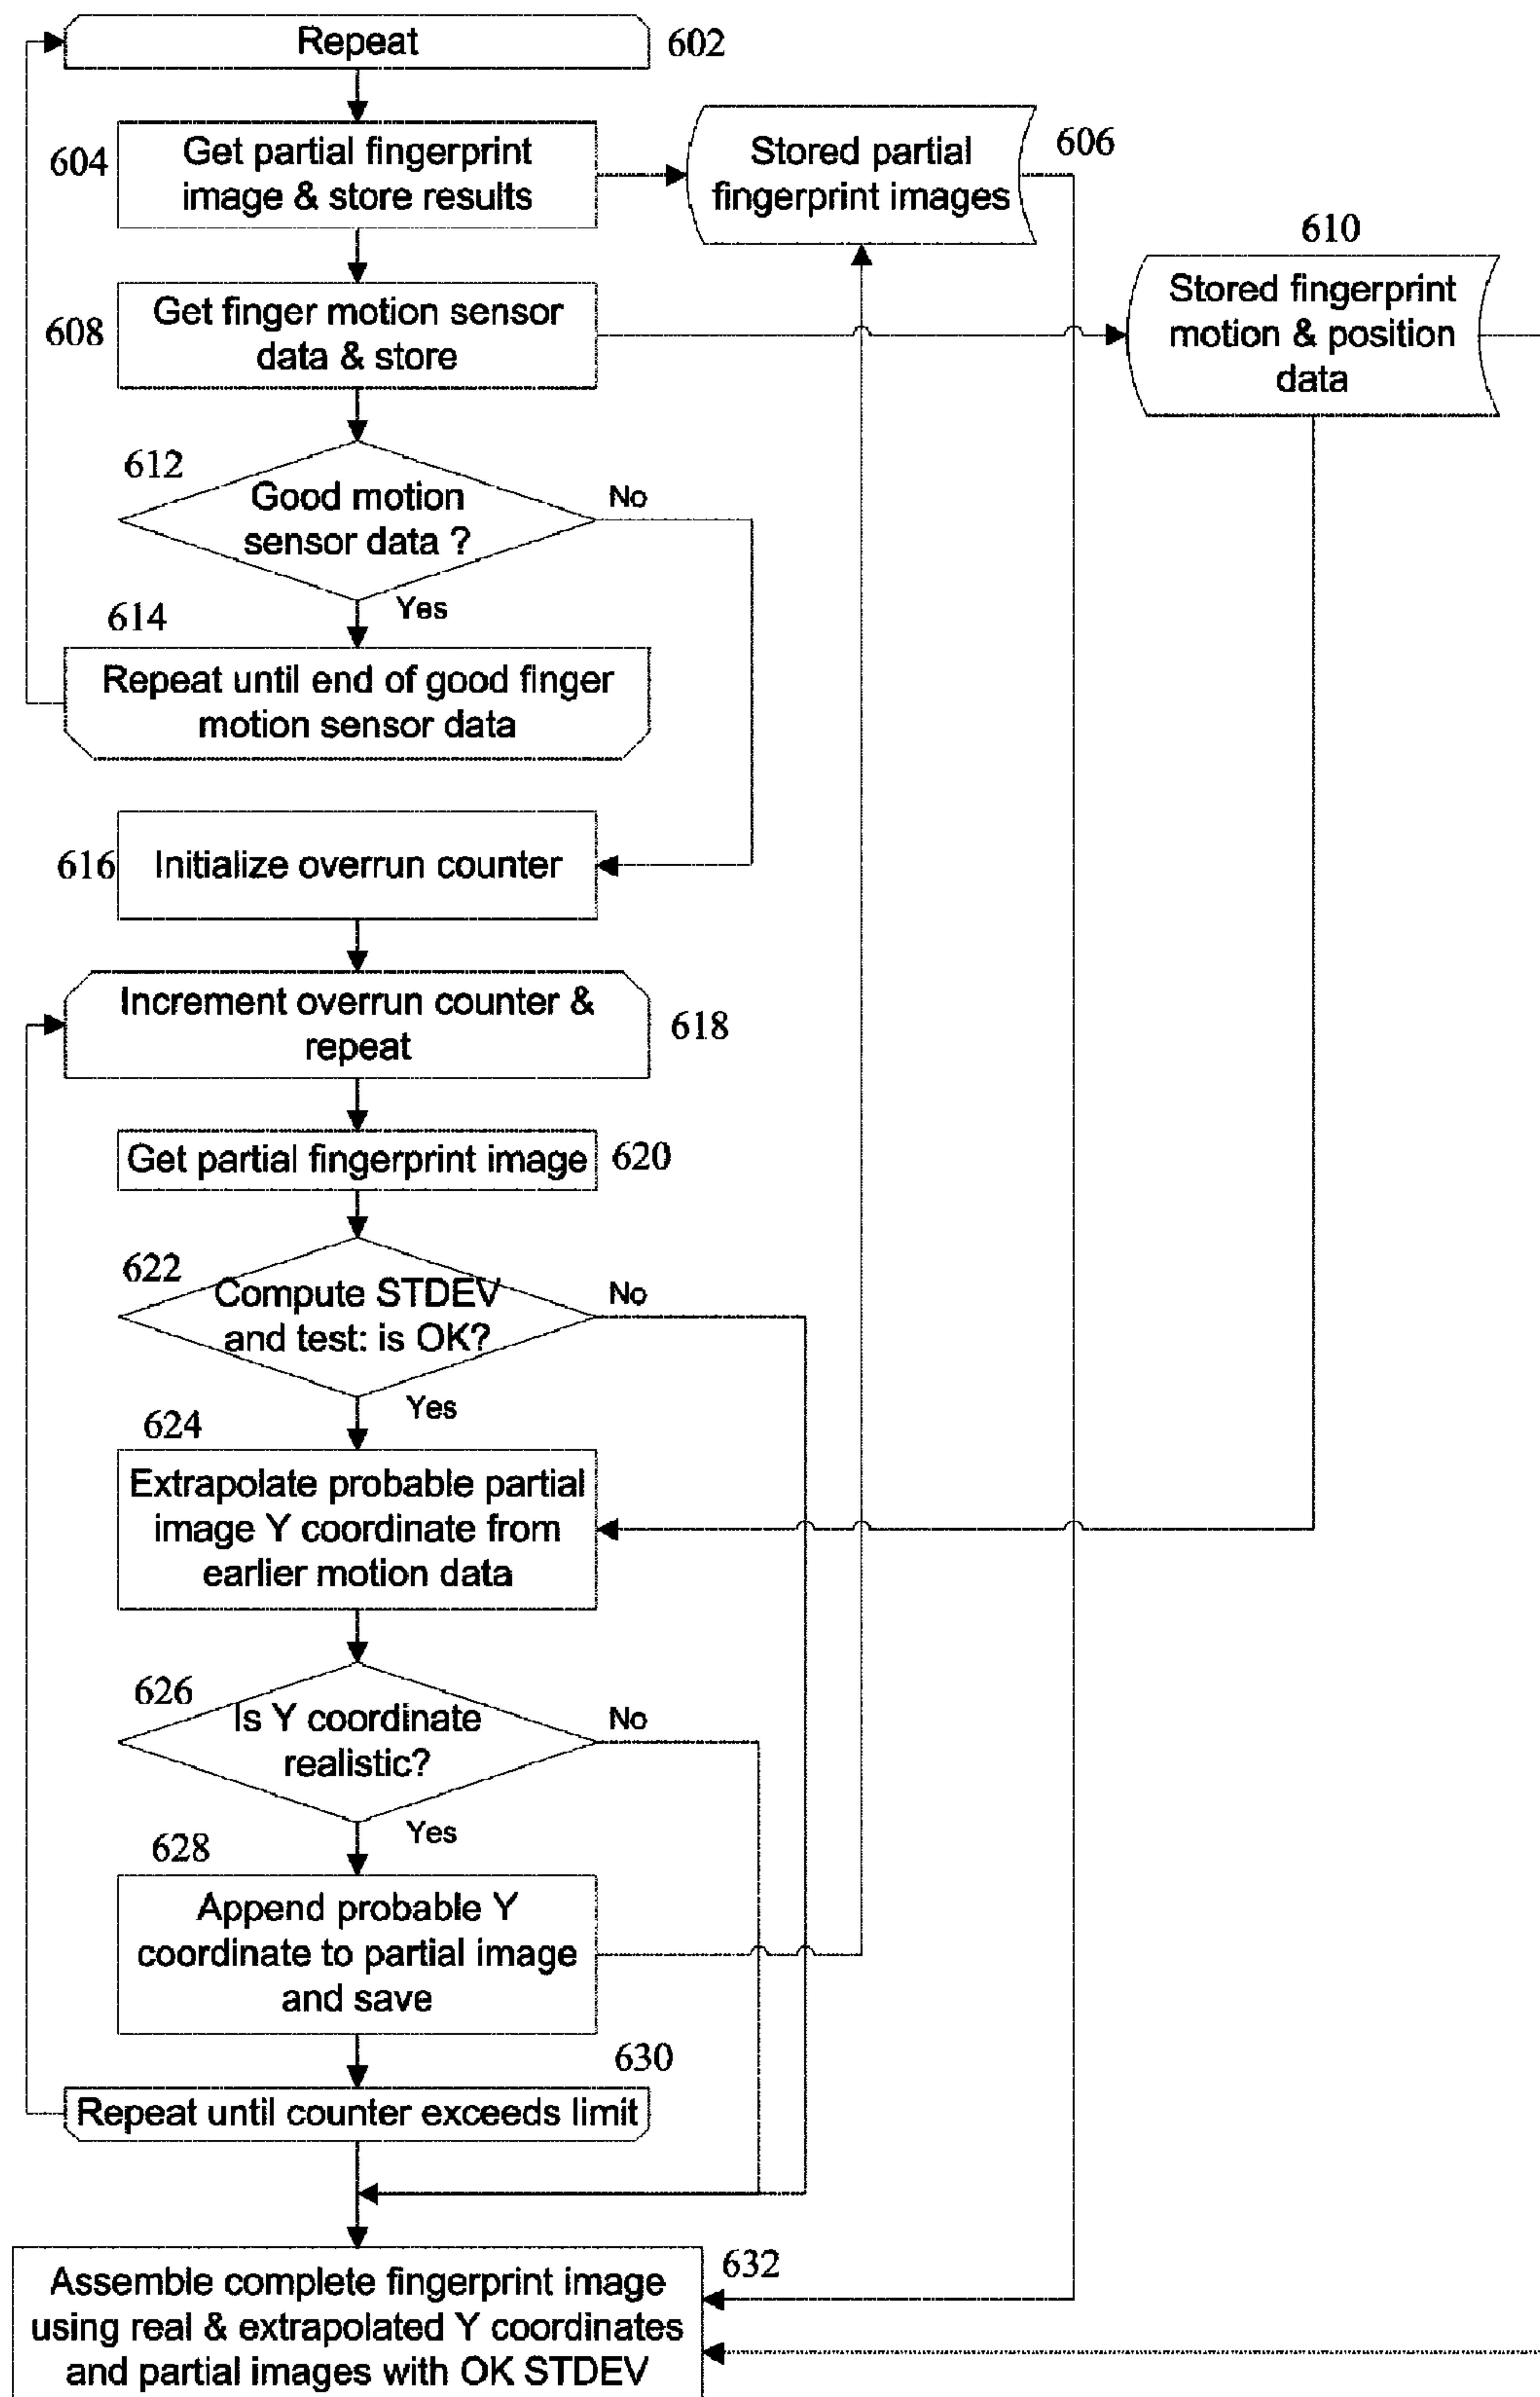 Repeat
602
604
Get partial fingerprint
image & store results
Stored partial
fingerprint images
606
608
Get finger motion sensor
data & store
610
Stored fingerprint
motion & position
data
612
Good motion
sensor data ?
No
Yes
614
Repeat until end of good finger
motion sensor data
616
Initialize overrun counter
Increment overrun counter &
repeat
618
Get partial fingerprint image
620
622
Compute STDEV
and test: is OK?
No
Yes
624
Extrapolate probable partial
image Y coordinate from
earlier motion data
626
Is Y coordinate
realistic?
No
Yes
628
Append probable Y
coordinate to partial image
and save
630
Repeat until counter exceeds limit
632
Assemble complete fingerprint image
using real & extrapolated Y coordinates
and partial images with OK STDEV